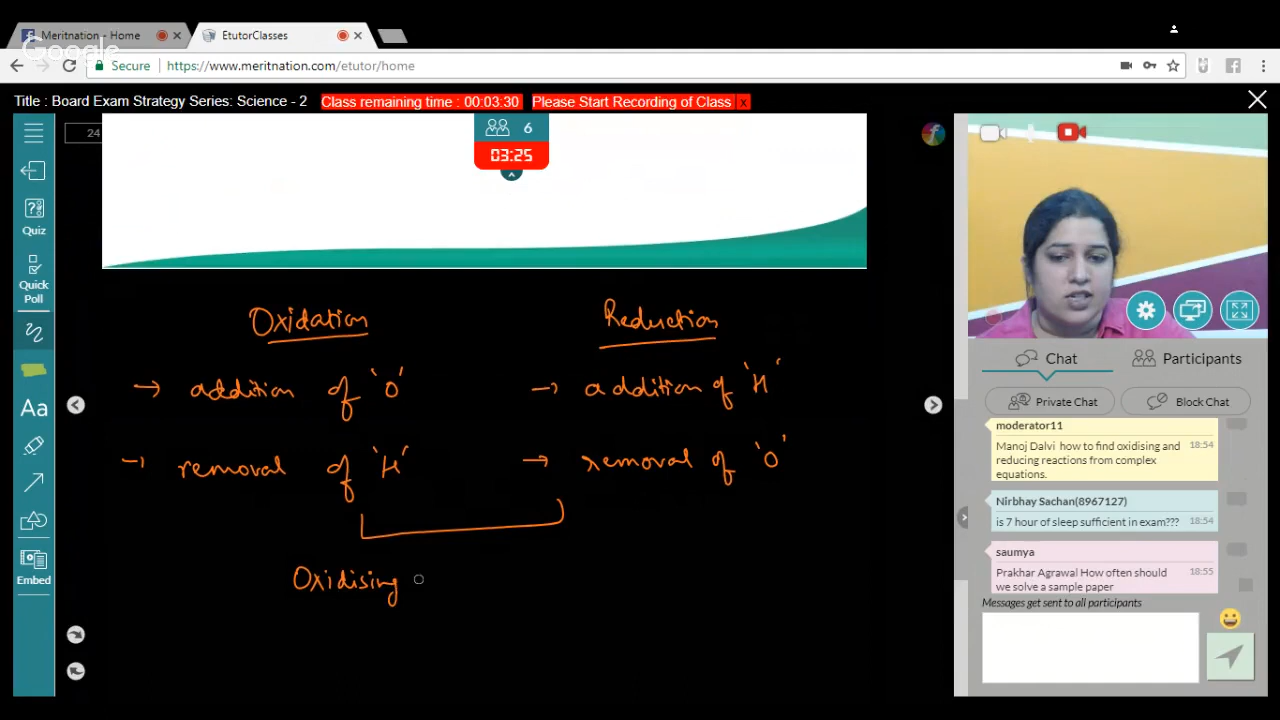 Meritnation - Home
EtutorClasses
Google
Secure https://www.meritnation.com/etutor/home
Title : Board Exam Strategy Series: Science - 2 Class remaining time : 00:03:30 Please Start Recording of Class x
24
6
03:25
Quiz
Quick
Poll
Aa
Embed
Oxidation
Reduction
→ addition of 'O'
→ addition of 'H'
→ removal of 'H'
→ removal of 'O'
Oxidising
Chat
Participants
Private Chat
Block Chat
moderator11
Manoj Dalvi how to find oxidising and 18:54
reducing reactions from complex
equations.
Nirbhay Sachan(8967127)
is 7 hour of sleep sufficient in exam??? 18:54
saumya
Prakhar Agrawal How often should 18:55
we solve a sample paper
Messages get sent to all participants